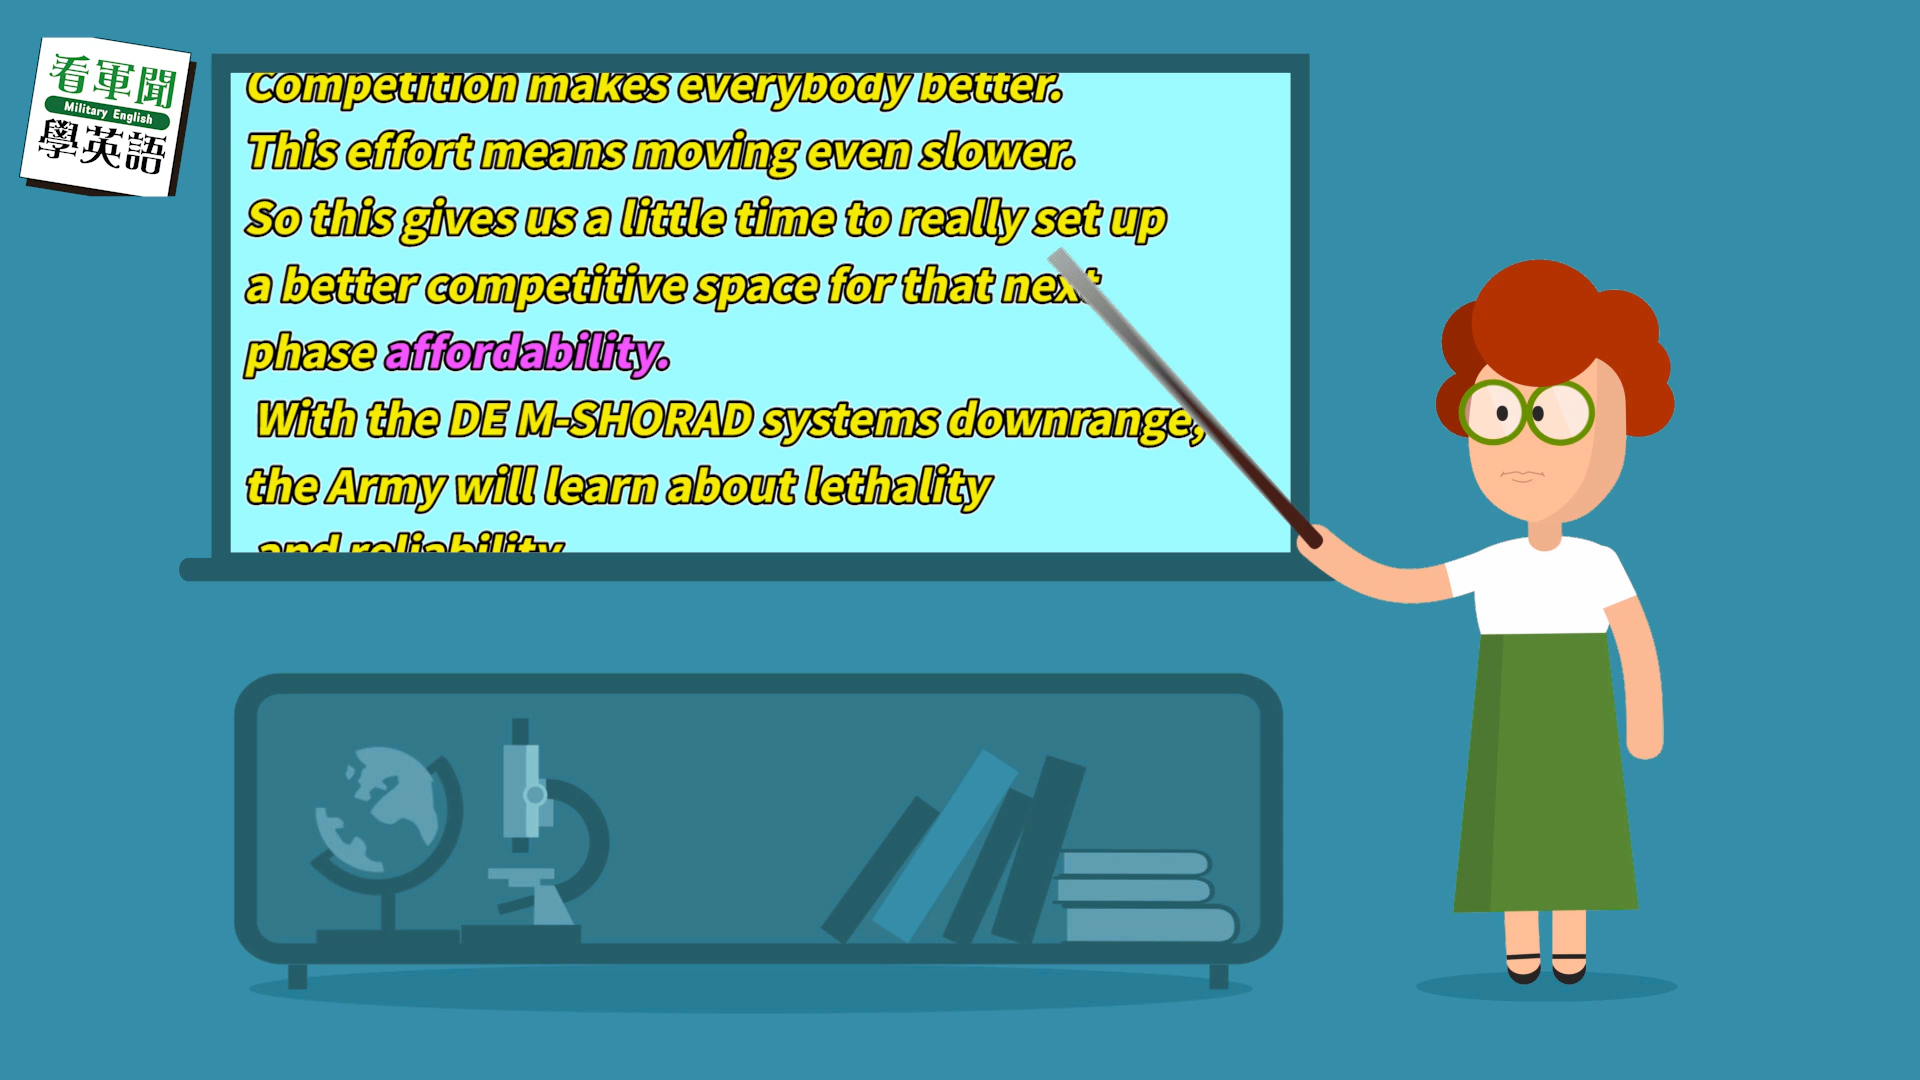 看軍聞
Military English
學英語
Competition makes everybody better.
This effort means moving even slower.
So this gives us a little time to really set up
a better competitive space for that next
phase affordability.
With the DE M-SHORAD systems downrange,
the Army will learn about lethality
and reliability